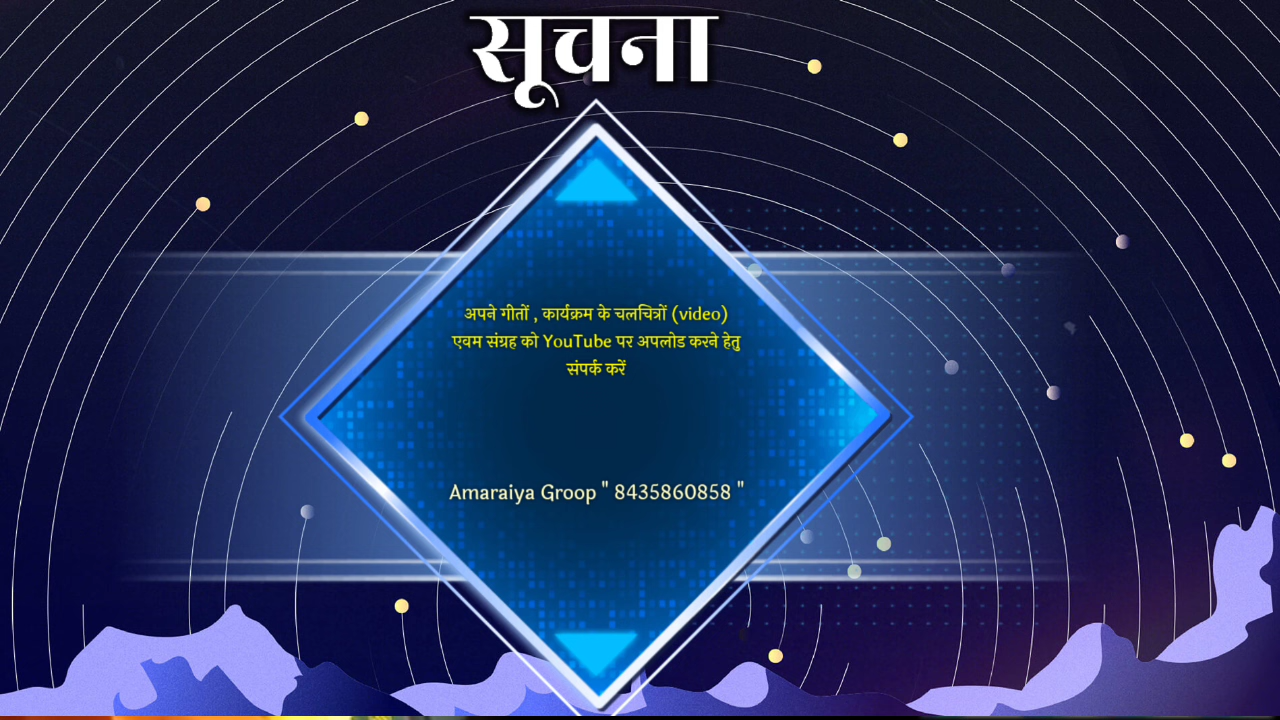 सूचना
अपने गीतों , कार्यक्रम के चलचित्रों (video)
एवम संग्रह को YouTube पर अपलोड करने हेतु
संपर्क करें
Amaraiya Groop " 8435860858 "